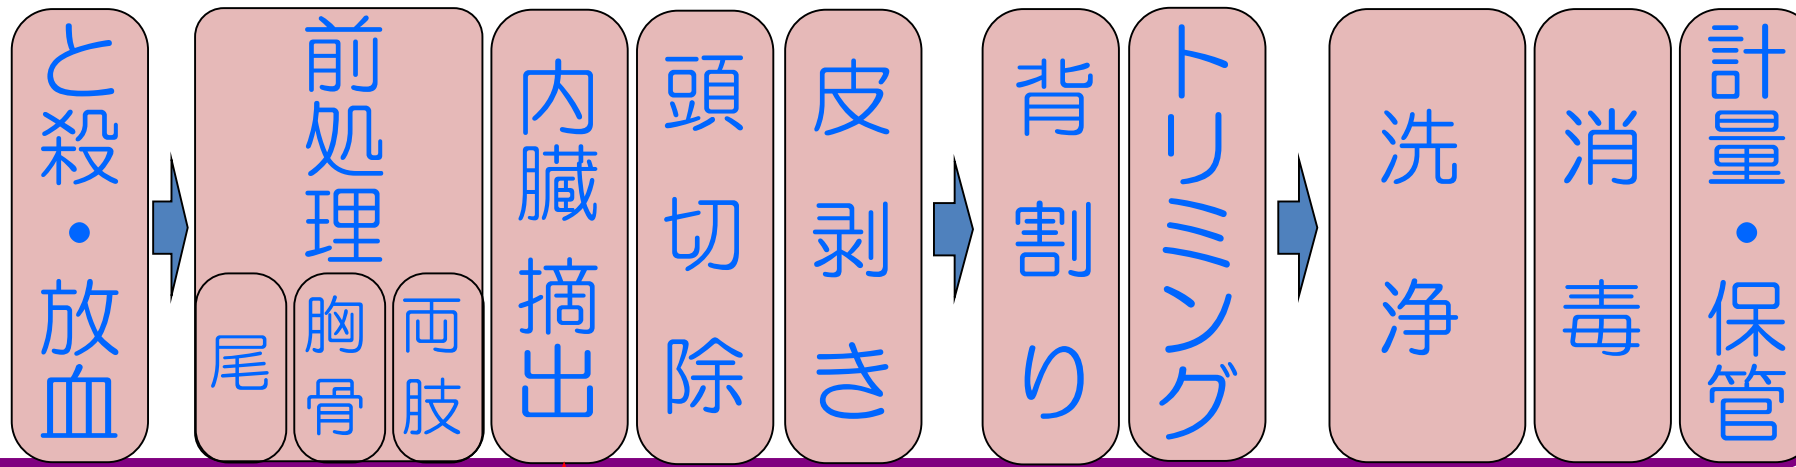 と殺・放血
前処理
尾
胸骨
両肢
内臓摘出
頭切除
皮剥き
背割り
トリミング
洗浄
消毒
計量・保管